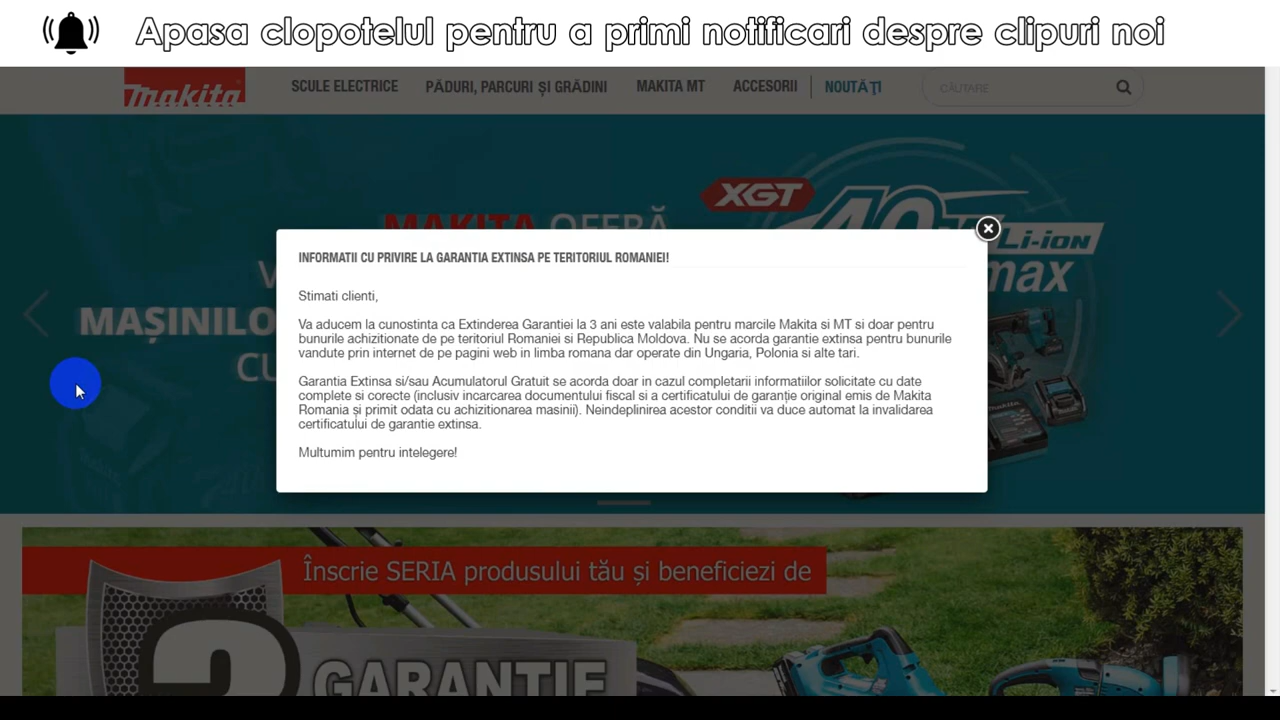 Apasa clopotelul pentru a primi notificari despre clipuri noi
makita
SCULE ELECTRICE
PĂDURI, PARCURI ȘI GRĂDINI
MAKITA MT
ACCESORII
NOUTĂȚI
CĂUTARE
XGT
MAKITA OFERĂ
Li-ion
max
MAȘINILO
CU
INFORMATII CU PRIVIRE LA GARANTIA EXTINSA PE TERITORIUL ROMANIEI!
Stimati clienti,
Va aducem la cunostinta ca Extinderea Garantiei la 3 ani este valabila pentru marcile Makita si MT si doar pentru
bunurile achizitionate de pe teritoriul Romaniei si Republica Moldova. Nu se acorda garantie extinsa pentru bunurile
vandute prin internet de pe pagini web in limba romana dar operate din Ungaria, Polonia si alte tari.
Garantia Extinsa si/sau Acumulatorul Gratuit se acorda doar in cazul completarii informatiilor solicitate cu date
complete si corecte (inclusiv incarcarea documentului fiscal si a certificatului de garanție original emis de Makita
Romania și primit odata cu achizitionarea masinii). Neindeplinirea acestor conditii va duce automat la invalidarea
certificatului de garantie extinsa.
Multumim pentru intelegere!
Înscrie SERIA produsului tău și beneficiezi de
GARANȚIE